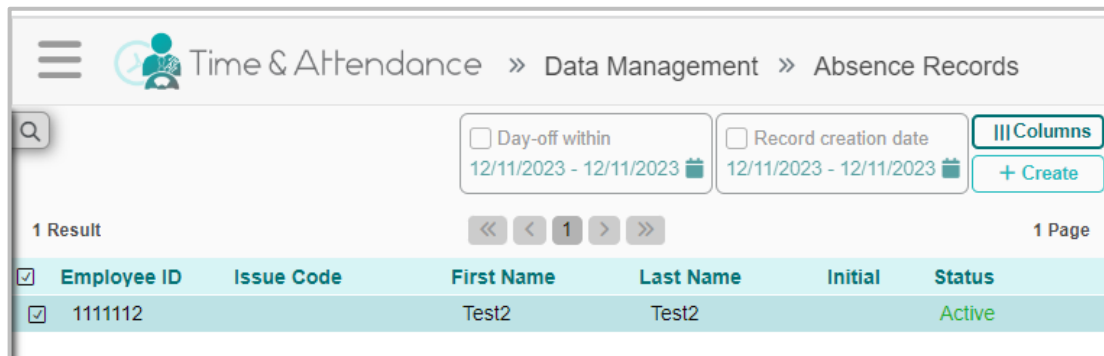 Time & Attendance » Data Management » Absence Records
Day-off within
12/11/2023 - 12/11/2023
Record creation date
12/11/2023 - 12/11/2023
Columns
+ Create
1 Result
« < 1 > »
1 Page
Employee ID Issue Code First Name Last Name Initial Status
1111112 Test2 Test2 Active